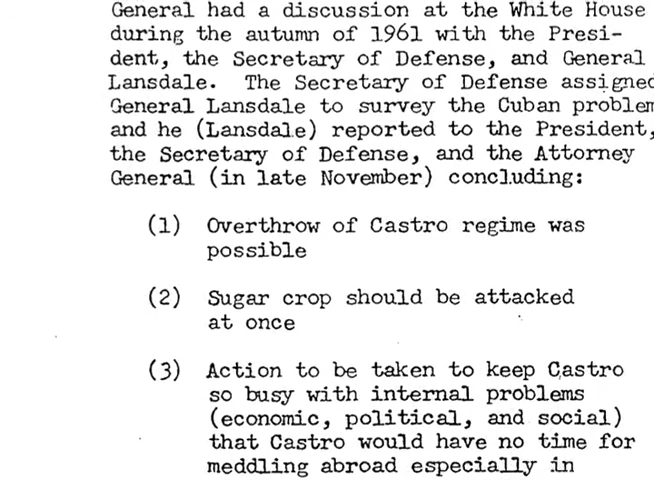 General had a discussion at the White House
during the autumn of 1961 with the Presi-
dent, the Secretary of Defense, and General
Lansdale. The Secretary of Defense assigned
General Lansdale to survey the Cuban problem
and he (Lansdale) reported to the President,
the Secretary of Defense, and the Attorney
General (in late November) concluding:
(1) Overthrow of Castro regime was
possible
(2) Sugar crop should be attacked
at once
(3) Action to be taken to keep Castro
so busy with internal problems
(economic, political, and social)
that Castro would have no time for
meddling abroad especially in